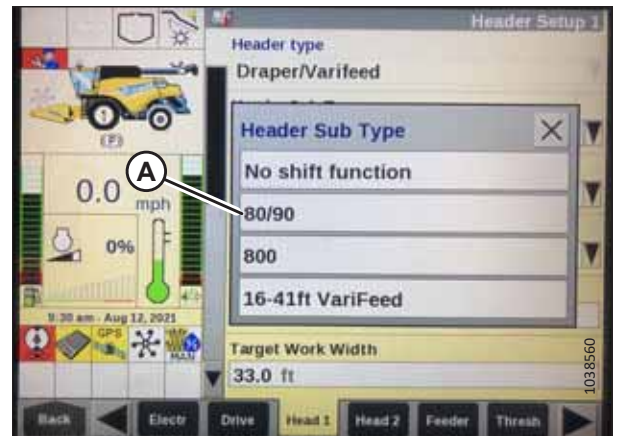 Header Setup 1
Header type
Draper/Varifeed
Header Sub Type
No shift function
A
80/90
800
16-41ft VariFeed
1
(F)
0.0 mph
0%
9:30 am - Aug 12, 2021
GPS
MAN
Target Work Width
33.0 ft
1038560
Back
Electr
Drive
Head 1
Head 2
Feeder
Thresh